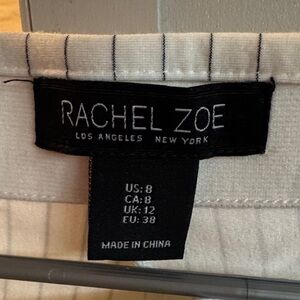 RACHEL ZOE
LOS ANGELES NEW YORK
US: 8
CA: 8
UK: 12
EU: 38
MADE IN CHINA